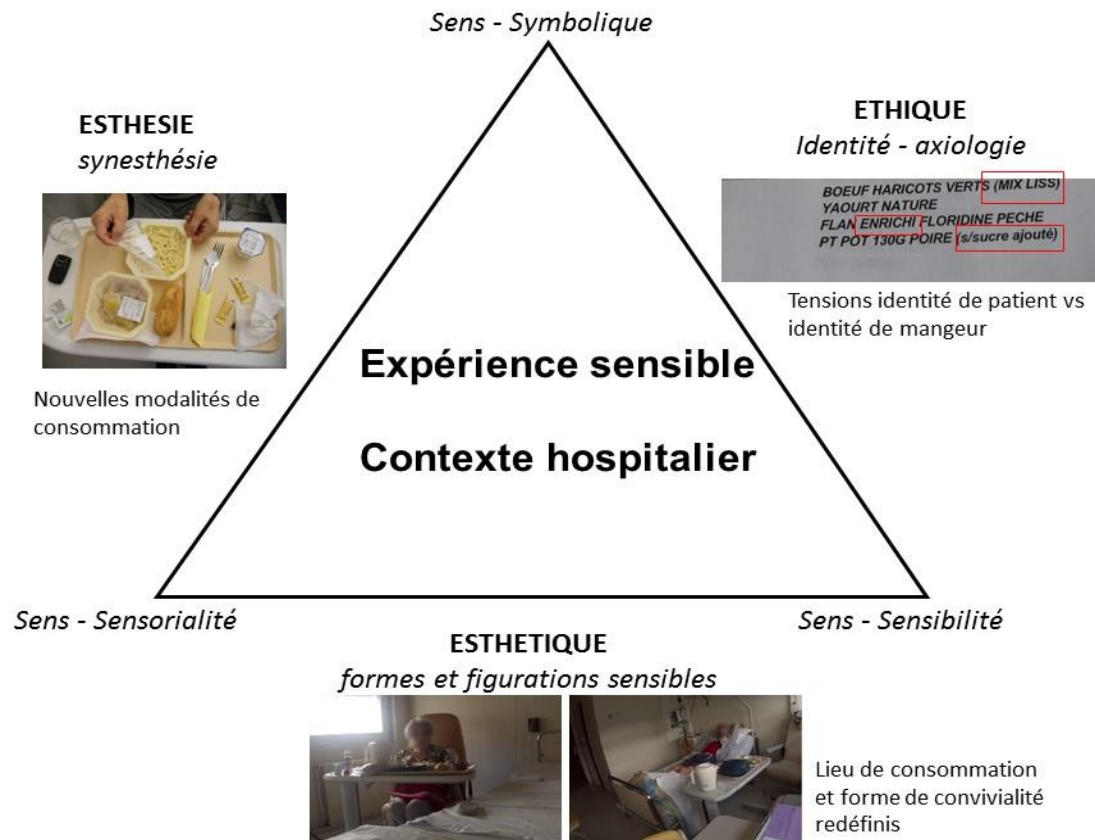 Sens - Symbolique
ESTHESIE
synesthésie
Nouvelles modalités de
consommation
ETHIQUE
Identité - axiologie
BOEUF HARICOTS VERTS (MIX LISS)
YAOURT NATURE
FLAN ENRICHI FLORIDINE PECHE
PT POT 130G POIRE (s/sucre ajouté)
Tensions identité de patient vs
identité de mangeur
Expérience sensible
Contexte hospitalier
Sens - Sensorialité
Sens - Sensibilité
ESTHETIQUE
formes et figurations sensibles
Lieu de consommation
et forme de convivialité
redéfinis